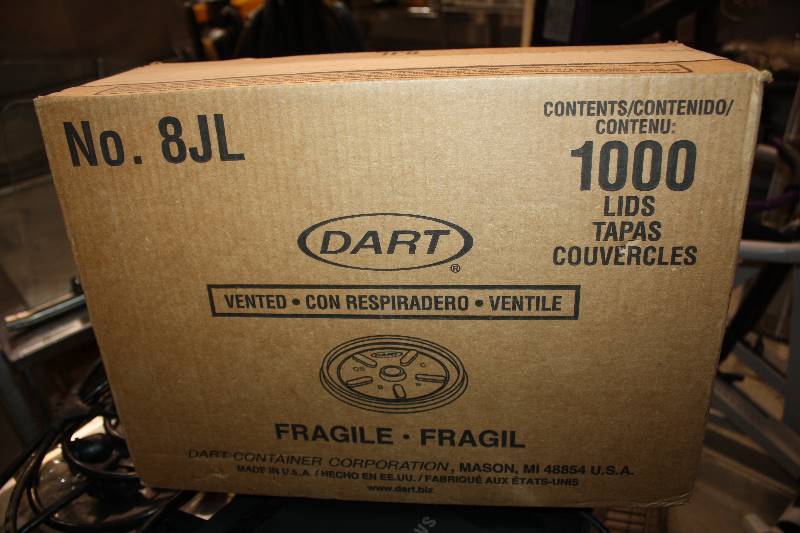 No. 8JL
CONTENTS/CONTENIDO/
CONTENU:
1000
LIDS
TAPAS
COUVERCLES
DART®
VENTED • CON RESPIRADERO • VENTILE
DART
FRAGILE • FRAGIL
DART CONTAINER CORPORATION, MASON, MI 48854 U.S.A.
MADE IN U.S.A. / HECHO EN EE.UU. / FABRIQUÉ AUX ÉTATS-UNIS
www.dart.biz